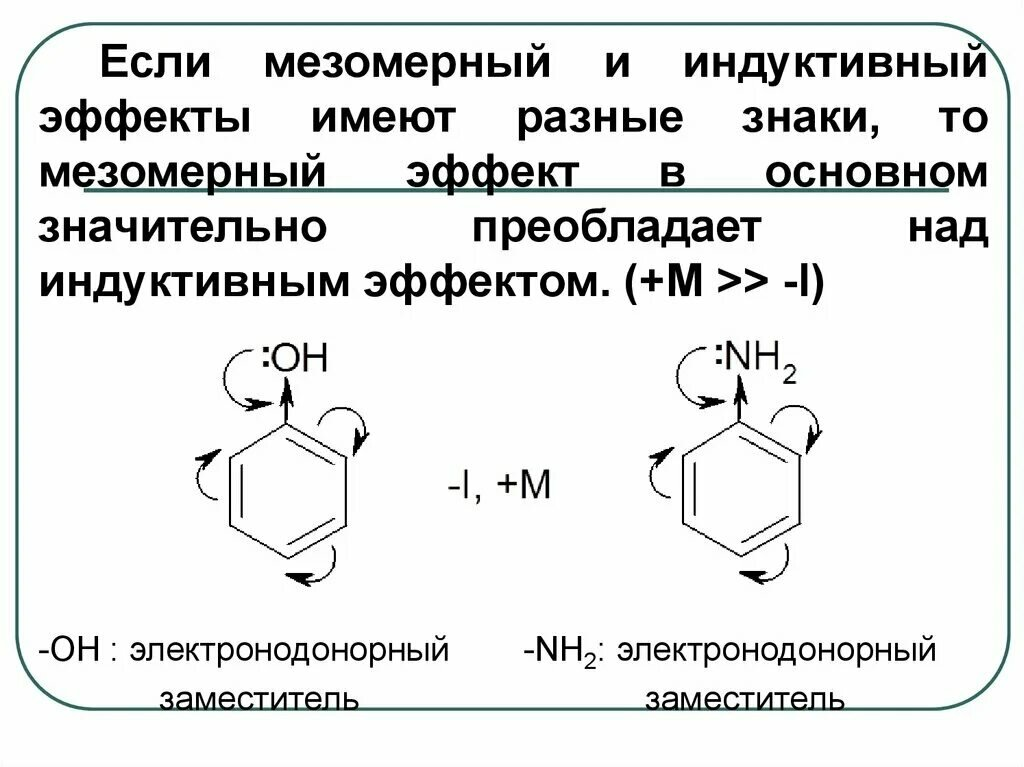 Если мезомерный и индуктивный
эффекты имеют разные знаки, то
мезомерный эффект в основном
значительно преобладает над
индуктивным эффектом. (+M >> -I)
:OH :NH2
-I, +M
-OH : электронодонорный
заместитель
-NH2: электронодонорный
заместитель